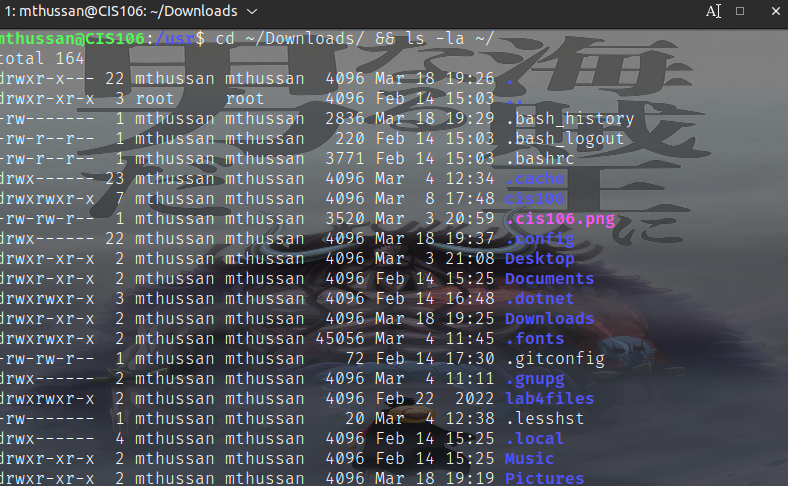 1: mthussan@CIS106: ~/Downloads
mthussan@CIS106:/usr$ cd ~/Downloads/ && ls -la ~/
total 164
drwxr-x--- 22 mthussan mthussan  4096 Mar 18 19:26 .
drwxr-xr-x  3 root     root      4096 Feb 14 15:03 ..
-rw-------  1 mthussan mthussan  2836 Mar 18 19:29 .bash_history
-rw-r--r--  1 mthussan mthussan   220 Feb 14 15:03 .bash_logout
-rw-r--r--  1 mthussan mthussan  3771 Feb 14 15:03 .bashrc
drwx------ 23 mthussan mthussan  4096 Mar  4 12:34 .cache
drwxrwxr-x  7 mthussan mthussan  4096 Mar  8 17:48 cis106
-rw-rw-r--  1 mthussan mthussan  3520 Mar  3 20:59 .cis106.png
drwx------ 22 mthussan mthussan  4096 Mar 18 19:37 .config
drwxr-xr-x  2 mthussan mthussan  4096 Mar  3 21:08 Desktop
drwxr-xr-x  2 mthussan mthussan  4096 Feb 14 15:25 Documents
drwxrwxr-x  3 mthussan mthussan  4096 Feb 14 16:48 .dotnet
drwxr-xr-x  2 mthussan mthussan  4096 Mar 18 19:25 Downloads
drwxrwxr-x  2 mthussan mthussan 45056 Mar  4 11:45 .fonts
-rw-rw-r--  1 mthussan mthussan    72 Feb 14 17:30 .gitconfig
drwx------  2 mthussan mthussan  4096 Mar  4 11:11 .gnupg
drwxrwxr-x  2 mthussan mthussan  4096 Feb 22  2022 lab4files
-rw-------  1 mthussan mthussan    20 Mar  4 12:38 .lesshst
drwx------  4 mthussan mthussan  4096 Feb 14 15:25 .local
drwxr-xr-x  2 mthussan mthussan  4096 Feb 14 15:25 Music
drwxr-xr-x  2 mthussan mthussan  4096 Mar 18 19:19 Pictures